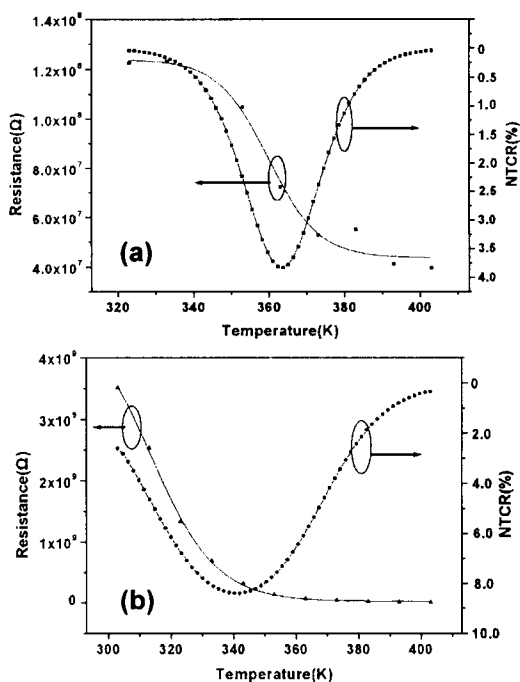 1.4x10⁸
1.2x10⁸
1.0x10⁸
8.0x10⁷
6.0x10⁷
4.0x10⁷
Resistance(Ω)
0
0.5
1.0
1.5
2.0
2.5
3.0
3.5
4.0
NTCR(%)
(a)
320 340 360 380 400
Temperature(K)
4x10⁹
3x10⁹
2x10⁹
1x10⁹
0
Resistance(Ω)
0
2.0
4.0
6.0
8.0
10.0
NTCR(%)
(b)
300 320 340 360 380 400
Temperature(K)